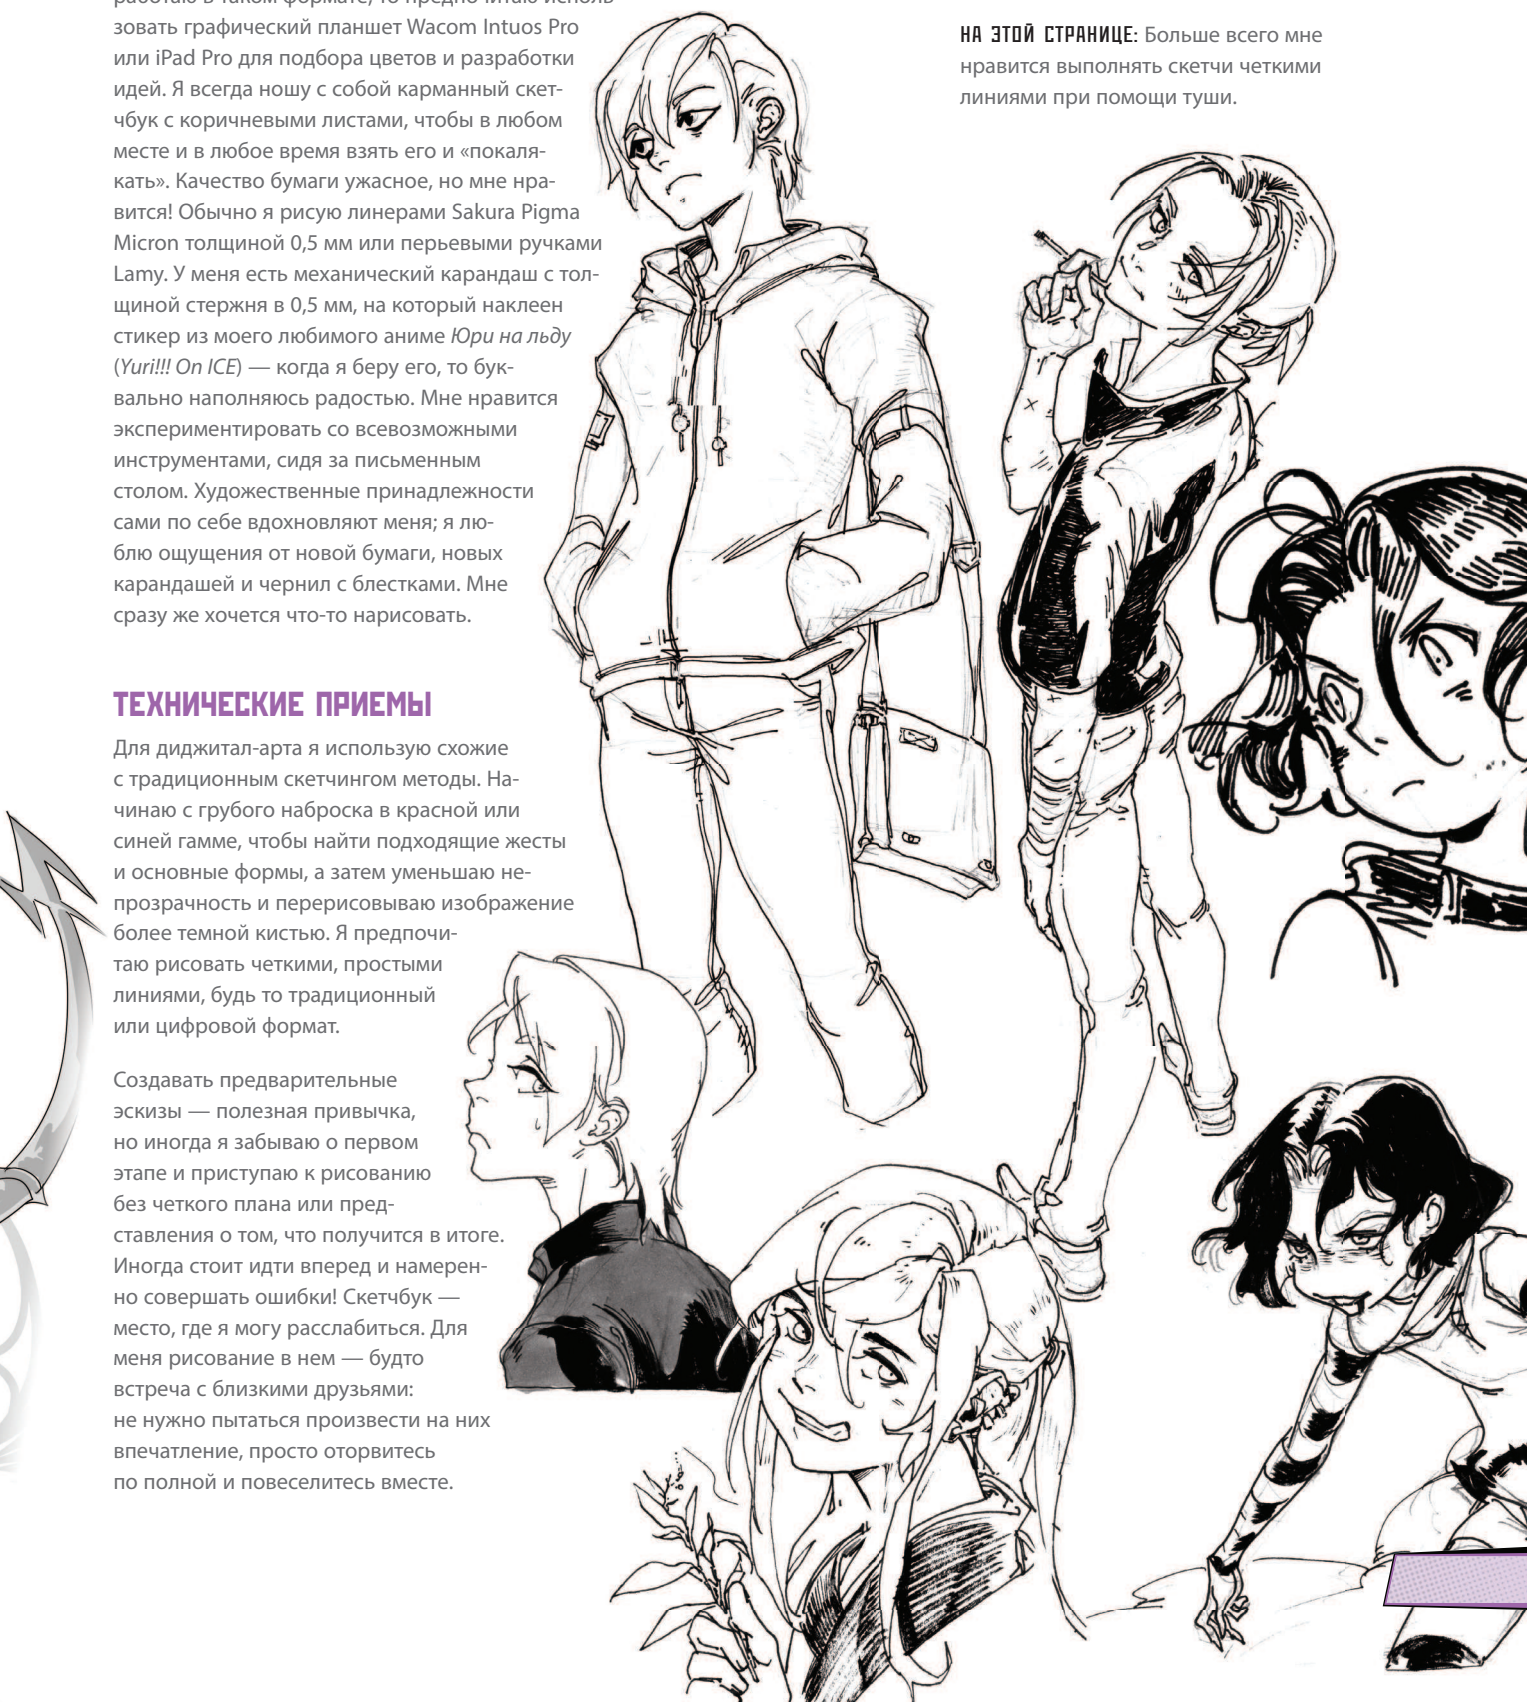 работаю в таком формате, то предпочитаю исполь-
зовать графический планшет Wacom Intuos Pro
или iPad Pro для подбора цветов и разработки
идей. Я всегда ношу с собой карманный скет-
чбук с коричневыми листами, чтобы в любом
месте и в любое время взять его и «покаля-
кать». Качество бумаги ужасное, но мне нра-
вится! Обычно я рисую линерами Sakura Pigma
Micron толщиной 0,5 мм или перьевыми ручками
Lamy. У меня есть механический карандаш с тол-
щиной стержня в 0,5 мм, на который наклеен
стикер из моего любимого аниме Юри на льду
(Yuri!!! On ICE) — когда я беру его, то бук-
вально наполняюсь радостью. Мне нравится
экспериментировать со всевозможными
инструментами, сидя за письменным
столом. Художественные принадлежности
сами по себе вдохновляют меня; я лю-
блю ощущения от новой бумаги, новых
карандашей и чернил с блестками. Мне
сразу же хочется что-то нарисовать.
ТЕХНИЧЕСКИЕ ПРИЕМЫ
Для диджитал-арта я использую схожие
с традиционным скетчингом методы. На-
чинаю с грубого наброска в красной или
синей гамме, чтобы найти подходящие жесты
и основные формы, а затем уменьшаю не-
прозрачность и перерисовываю изображение
более темной кистью. Я предпочи-
таю рисовать четкими, простыми
линиями, будь то традиционный
или цифровой формат.
Создавать предварительные
эскизы — полезная привычка,
но иногда я забываю о первом
этапе и приступаю к рисованию
без четкого плана или пред-
ставления о том, что получится в итоге.
Иногда стоит идти вперед и намерен-
но совершать ошибки! Скетчбук —
место, где я могу расслабиться. Для
меня рисование в нем — будто
встреча с близкими друзьями:
не нужно пытаться произвести на них
впечатление, просто оторвитесь
по полной и повеселитесь вместе.
НА ЭТОЙ СТРАНИЦЕ: Больше всего мне
нравится выполнять скетчи четкими
линиями при помощи туши.